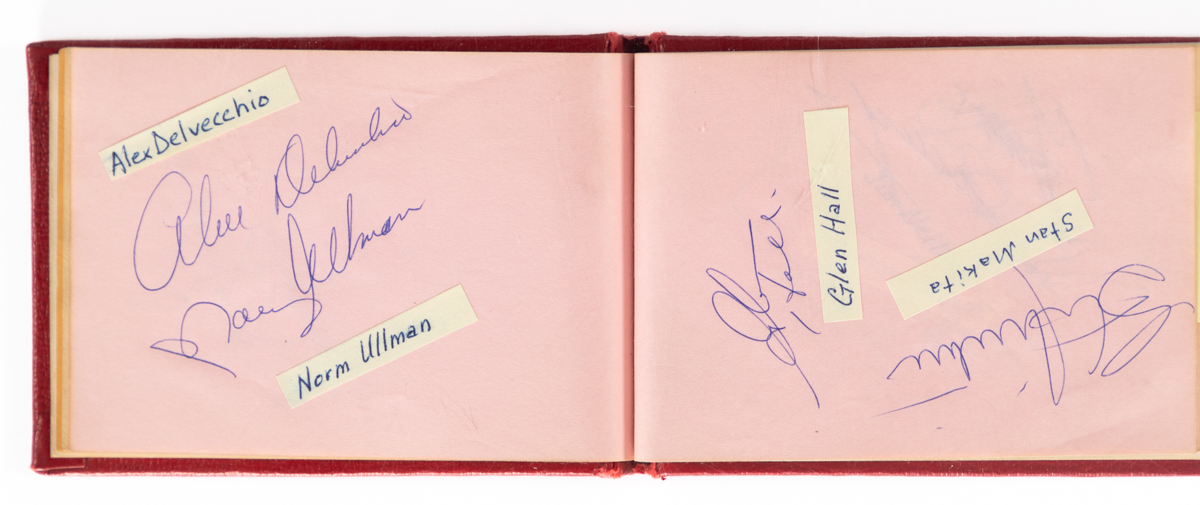 Alex Delvecchio
Alex Delvecchio
Norm Ullman
Norm Ullman
Glen Hall
Stan Makita